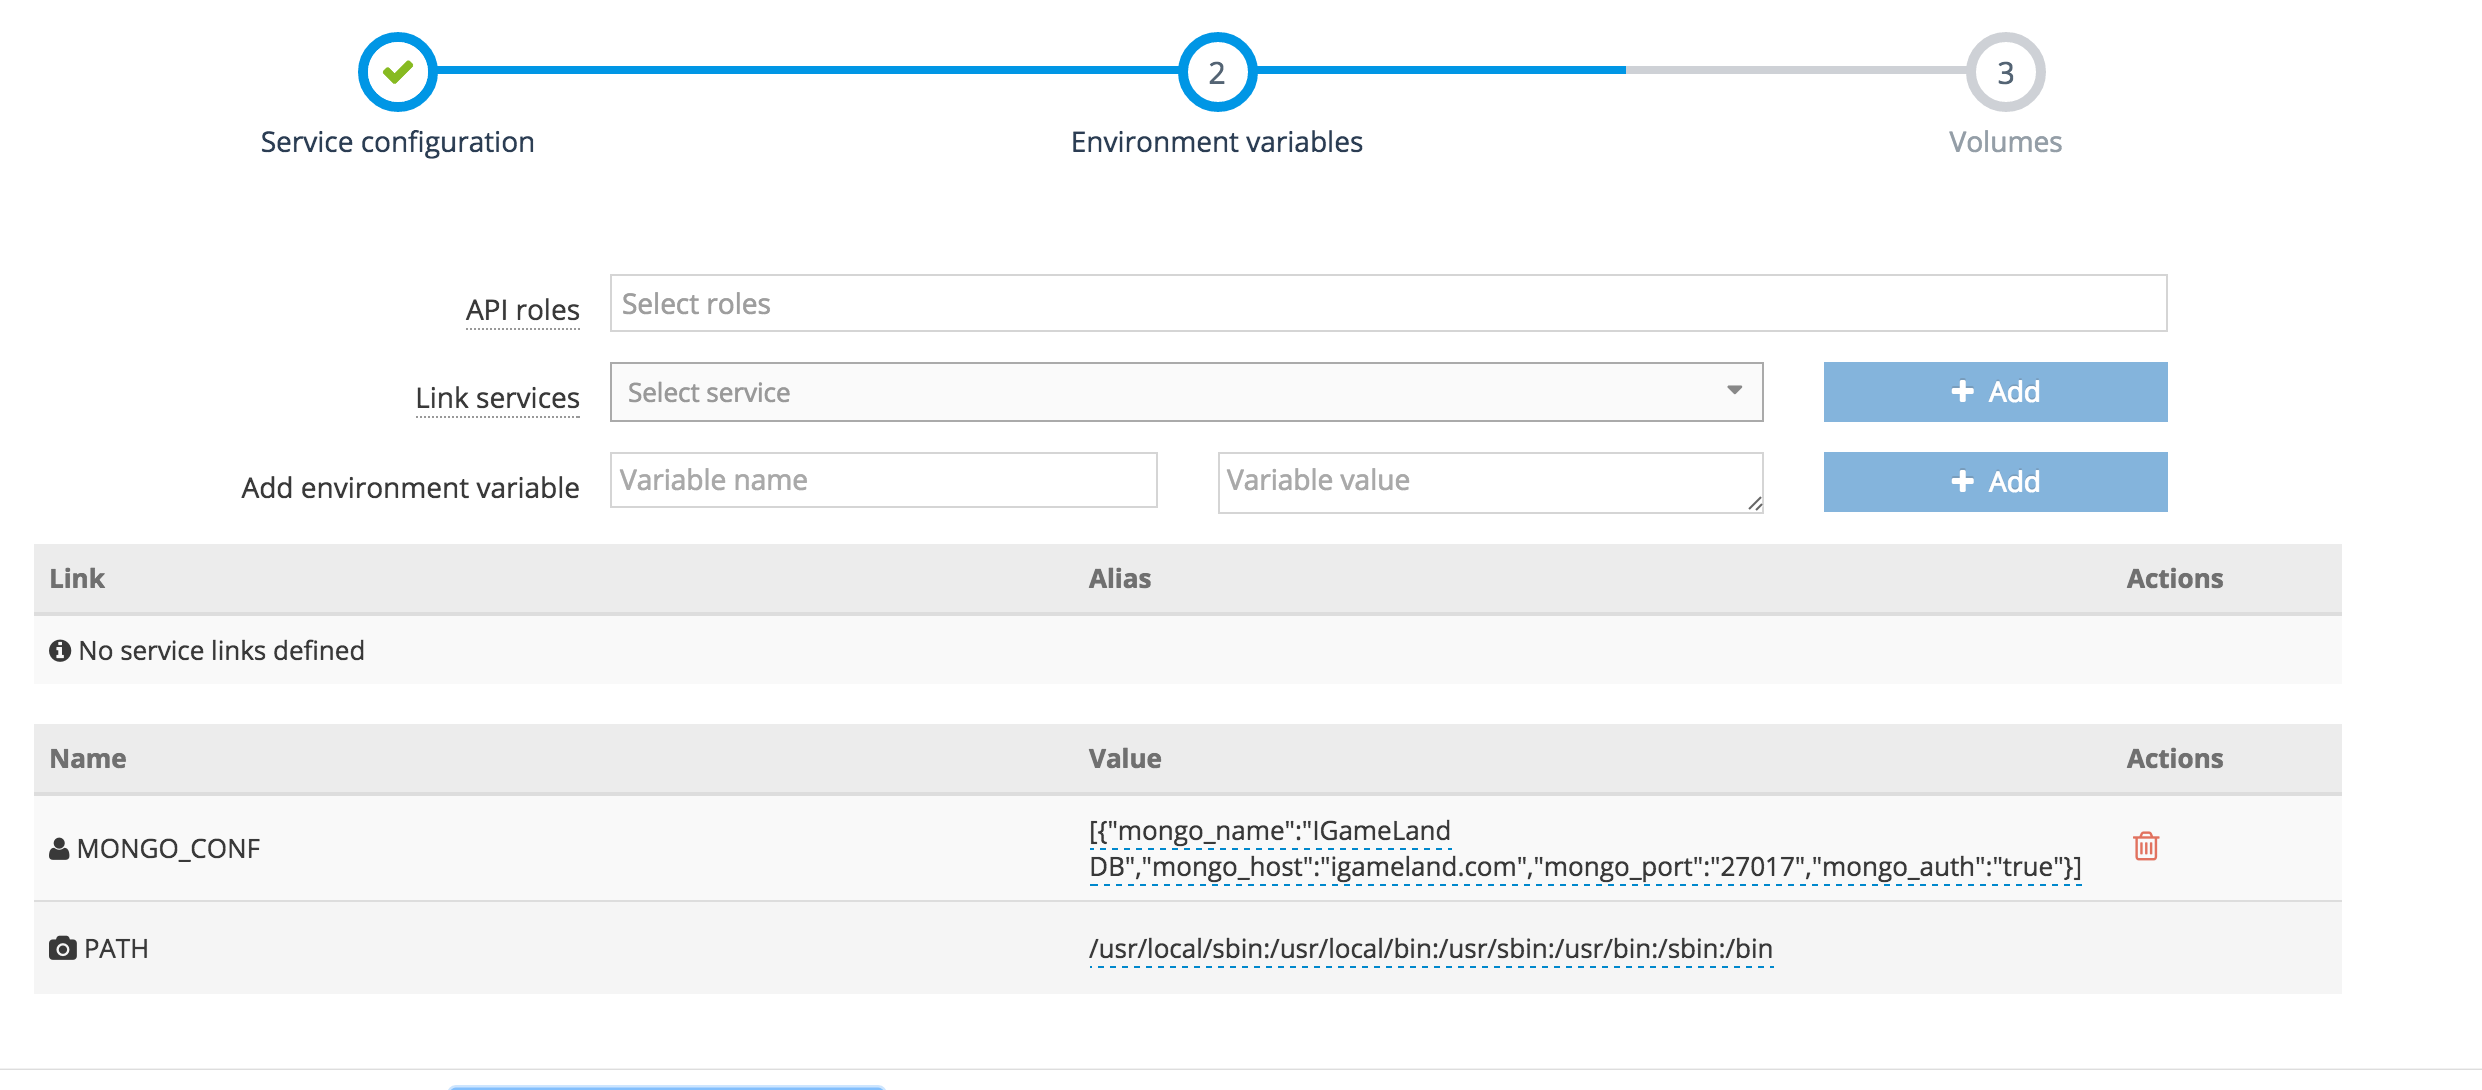 2
3
Service configuration
Environment variables
Volumes
API roles
Select roles
Link services
Select service
Add
Add environment variable
Variable name
Variable value
Add
Link
Alias
Actions
No service links defined
Name
Value
Actions
MONGO_CONF
[{"mongo_name":"IGameLand
DB","mongo_host":"igameland.com","mongo_port":"27017","mongo_auth":"true"}]
PATH
/usr/local/sbin:/usr/local/bin:/usr/sbin:/usr/bin:/sbin:/bin